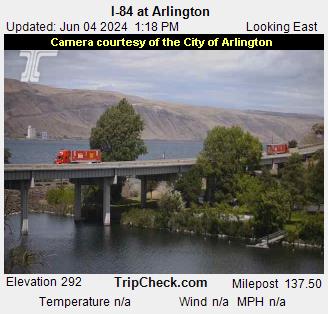 I-84 at Arlington
Updated: Jun 04 2024 1:18 PM Looking East
Camera courtesy of the City of Arlington
Elevation 292 TripCheck.com Milepost 137.50
Temperature n/a Wind n/a MPH n/a